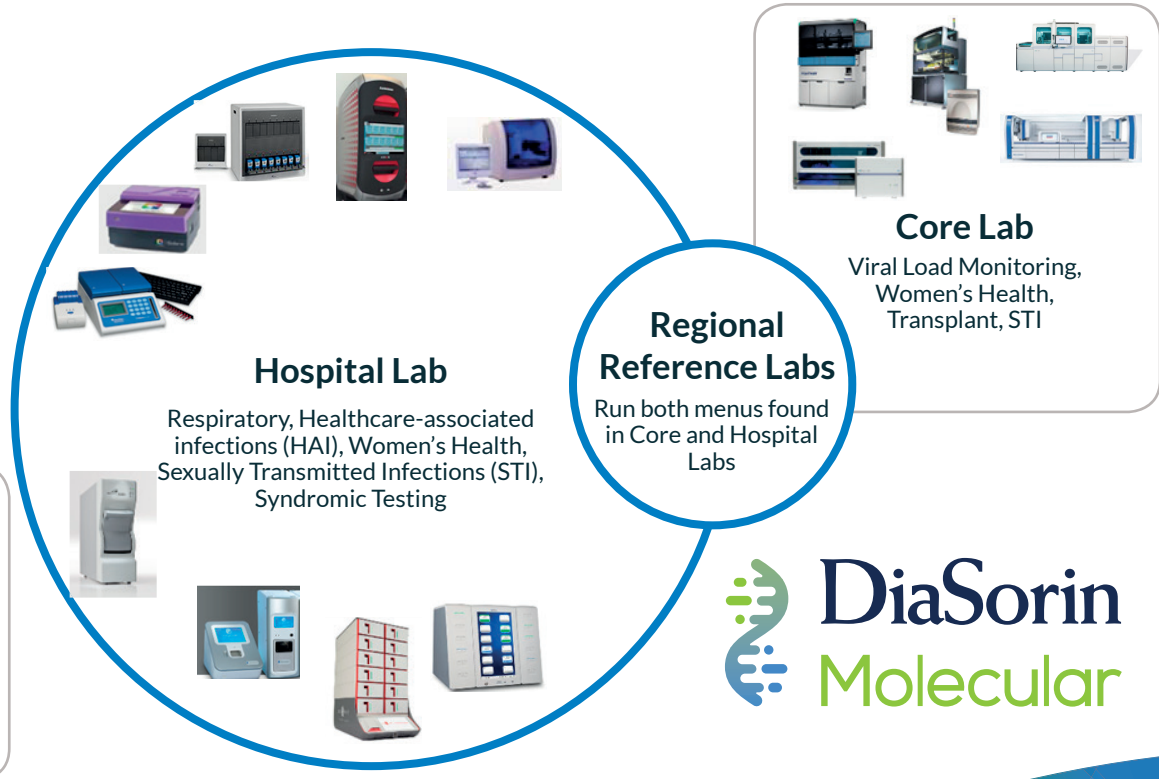 Hospital Lab
Respiratory, Healthcare-associated
infections (HAI), Women's Health,
Sexually Transmitted Infections (STI),
Syndromic Testing
Regional
Reference Labs
Run both menus found
in Core and Hospital
Labs
Core Lab
Viral Load Monitoring,
Women's Health,
Transplant, STI
DiaSorin
Molecular